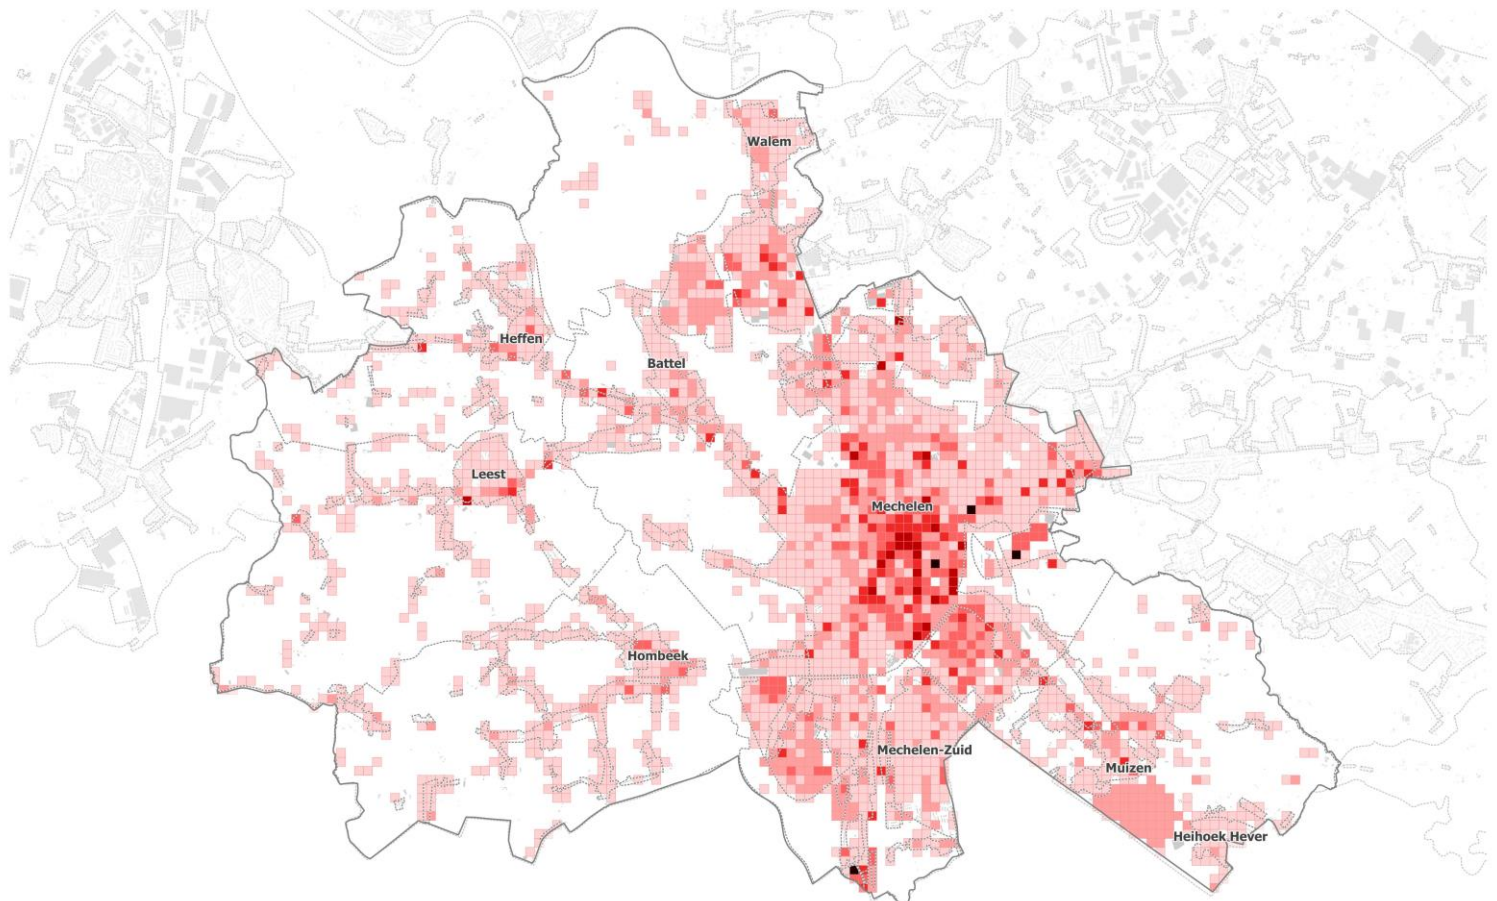 Walem
Heffen
Battel
Leest
Mechelen
Hombeek
Mechelen-Zuid
Muizen
Heihoek Hever